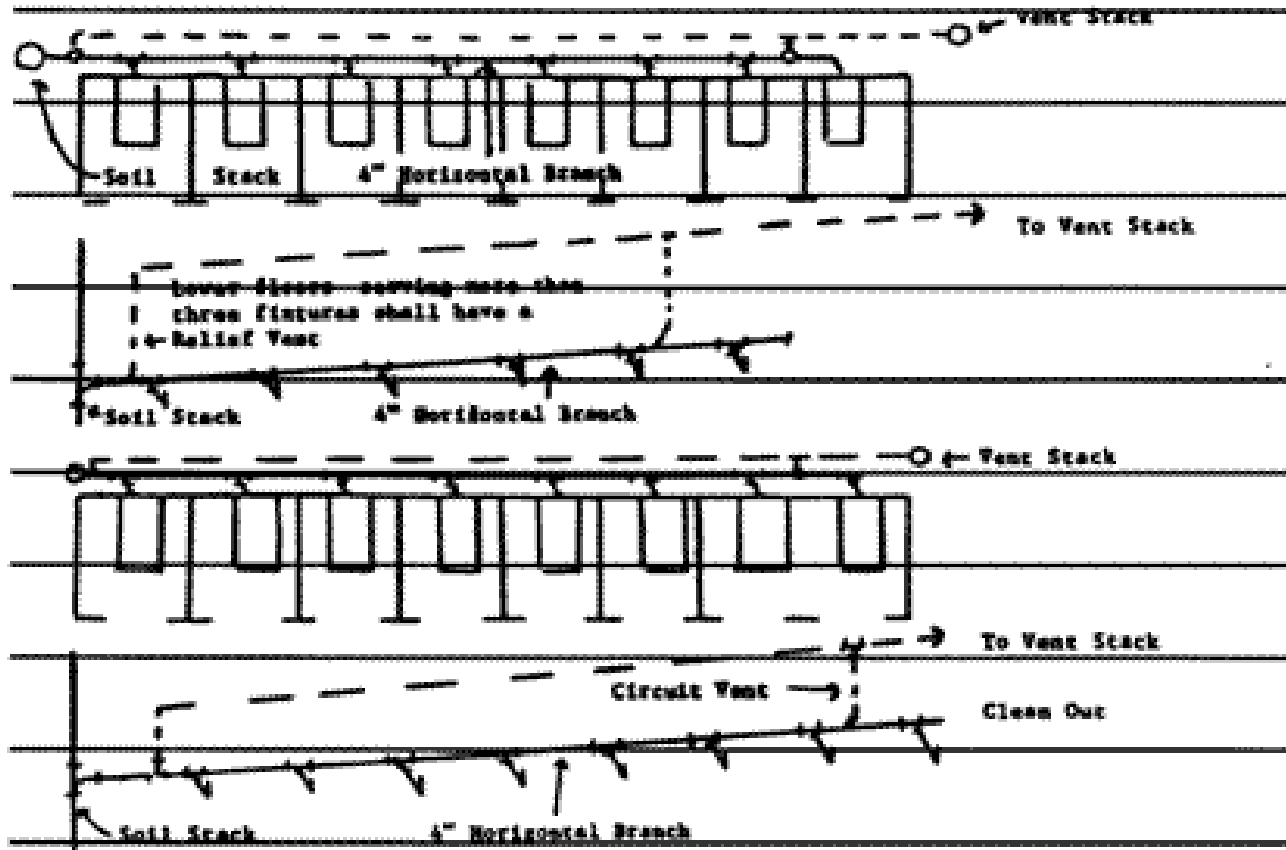 Vent Stack
Soil Stack 4" Horizontal Branch
To Vent Stack
Lower floors serving more than
three fixtures shall have a
Relief Vent
Soil Stack 4" Horizontal Branch
Vent Stack
To Vent Stack
Circuit Vent
Clean Out
Soil Stack 4" Horizontal Branch